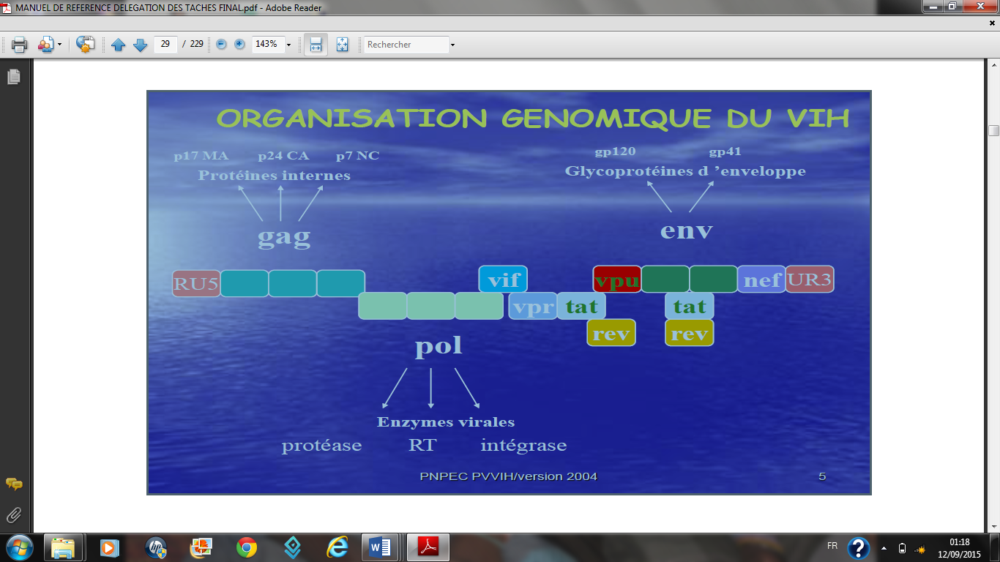 MANUEL DE REFERENCE DELEGATION DES TACHES FINAL.pdf - Adobe Reader
29 / 229 143% Rechercher
ORGANISATION GENOMIQUE DU VIH
p17 MA p24 CA p7 NC
Protéines internes
gp120 gp41
Glycoprotéines d ’enveloppe
gag
env
RU5 vif vpu nef UR3
vpr tat tat
rev rev
pol
Enzymes virales
protéase RT intégrase
PNPEC PVVIH/version 2004 5
FR 01:18
12/09/2015